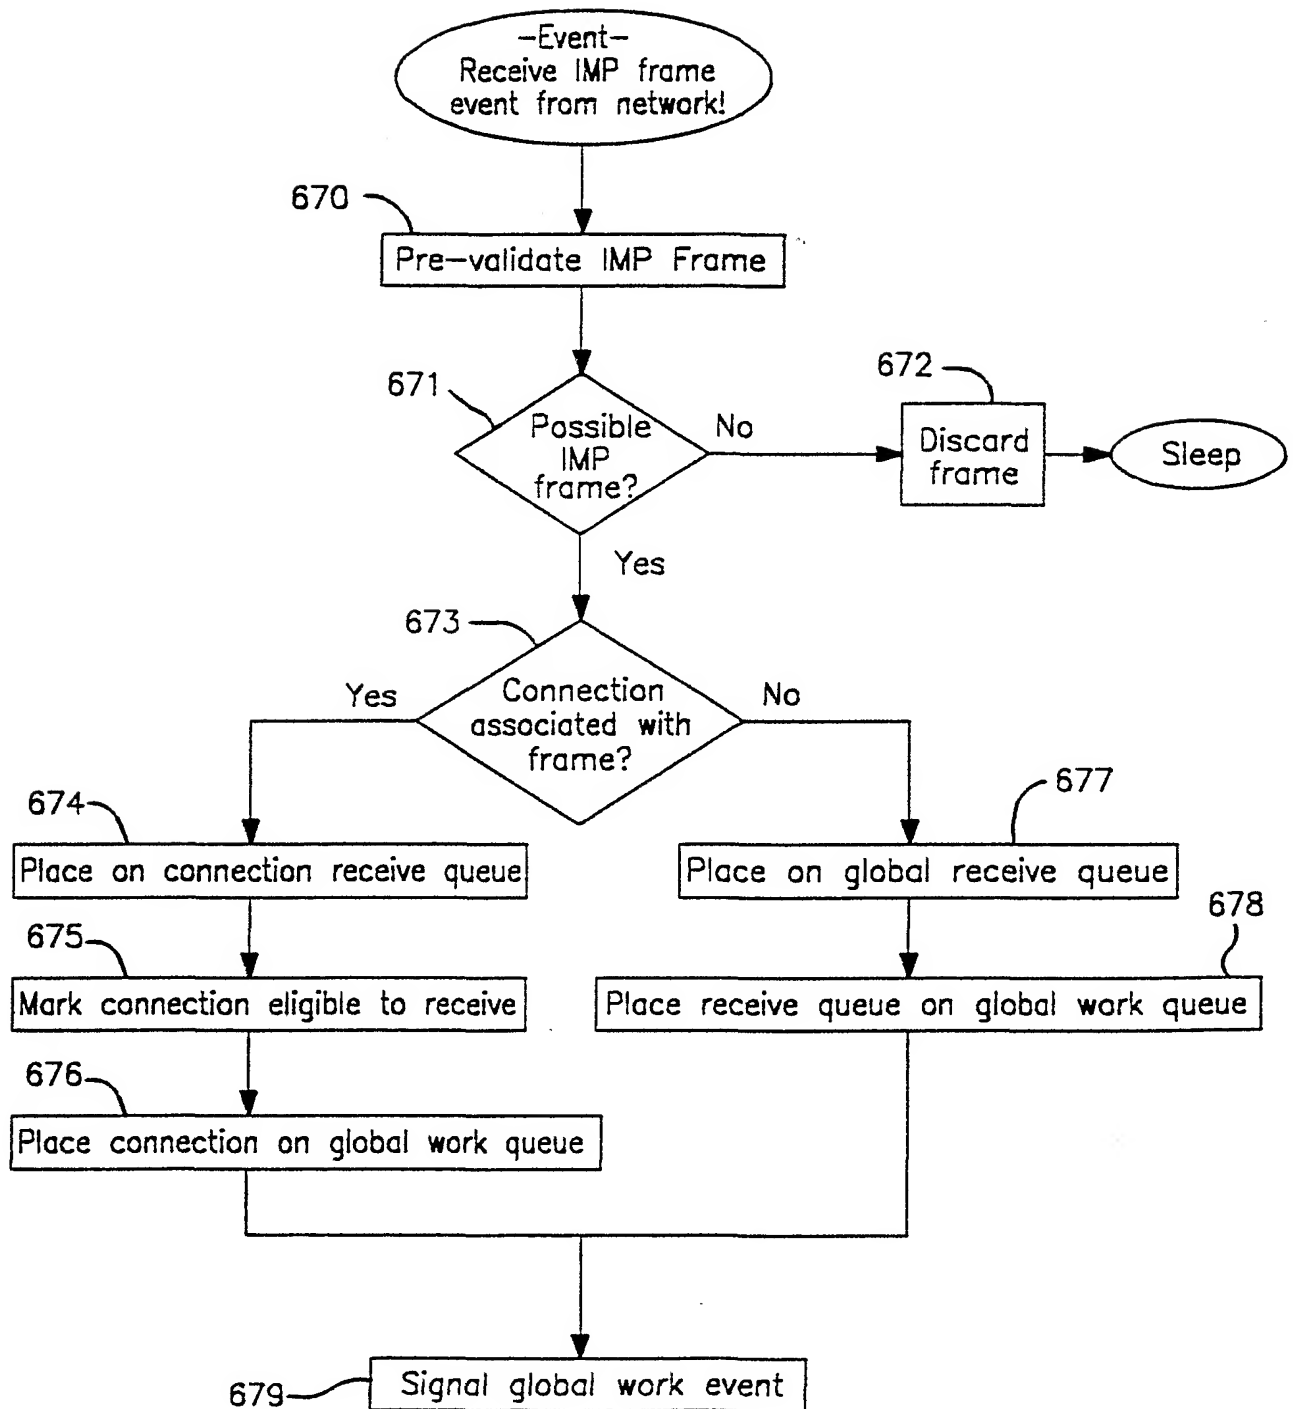 -Event-
Receive IMP frame
event from network!
670
Pre-validate IMP Frame
671
Possible
IMP
frame?
No
672
Discard
frame
Sleep
Yes
673
Connection
associated with
frame?
Yes
No
674
Place on connection receive queue
677
Place on global receive queue
675
Mark connection eligible to receive
678
Place receive queue on global work queue
676
Place connection on global work queue
679
Signal global work event